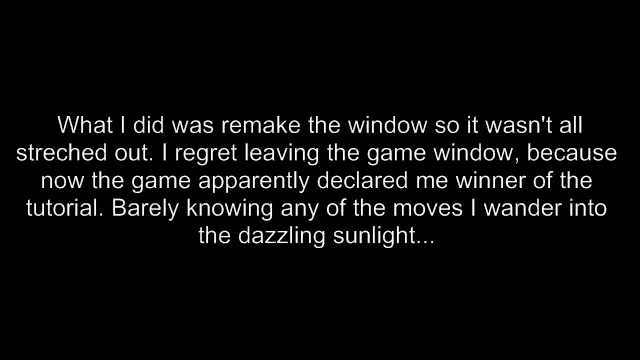 What I did was remake the window so it wasn't all
streched out. I regret leaving the game window, because
now the game apparently declared me winner of the
tutorial. Barely knowing any of the moves I wander into
the dazzling sunlight...